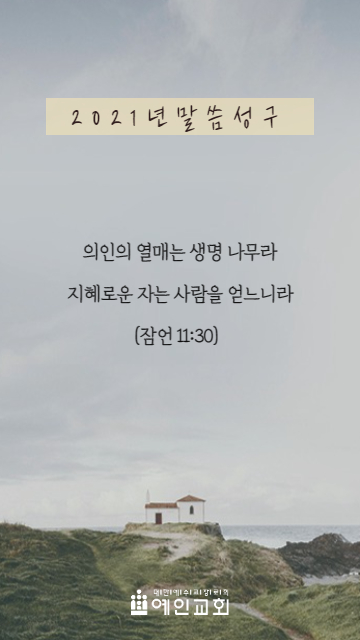 2021년말씀성구
의인의 열매는 생명 나무라
지혜로운 자는 사람을 얻느니라
(잠언 11:30)
예인교회